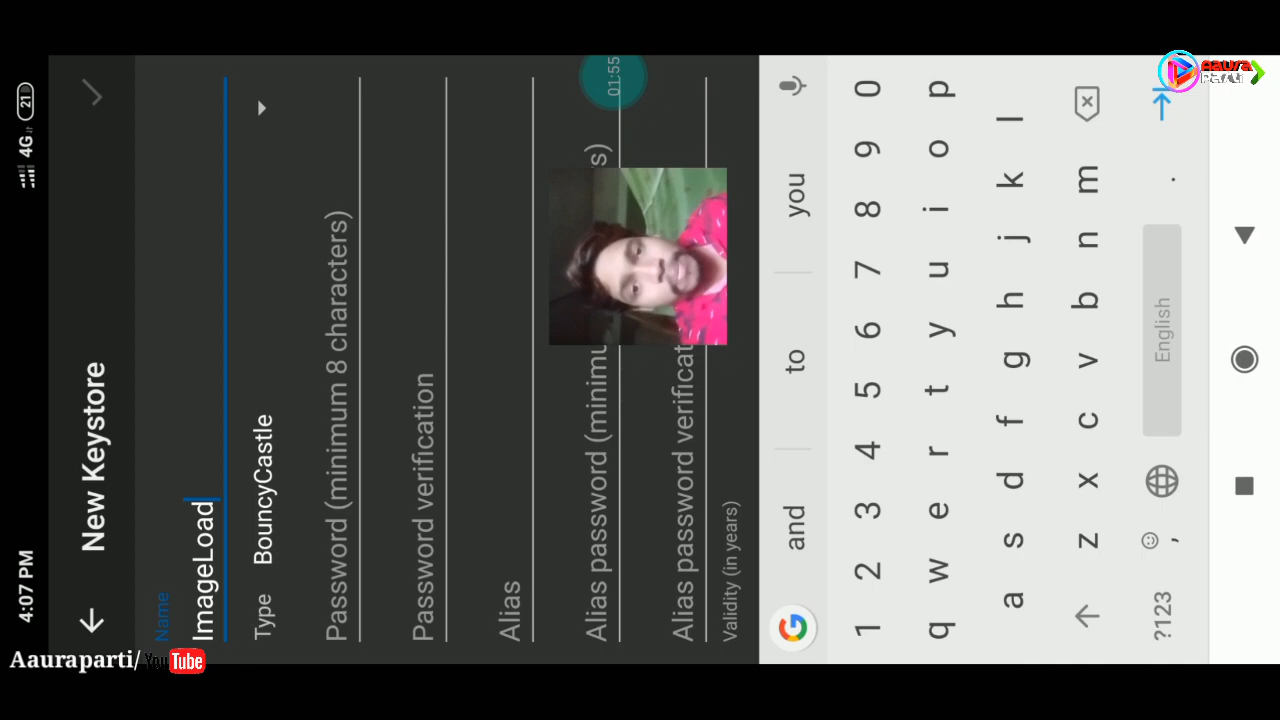 4:07 PM
4G 21
New Keystore
Name
ImageLoad
Type BouncyCastle
Password (minimum 8 characters)
Password verification
Alias
01:55
Alias password (minimu s)
Alias password verificat
Validity (in years)
and to you
1 2 3 4 5 6 7 8 9 0
q w e r t y u i o p
a s d f g h j k l
z x c v b n m
?123 , English .
Aauraparti/YouTube
aaura